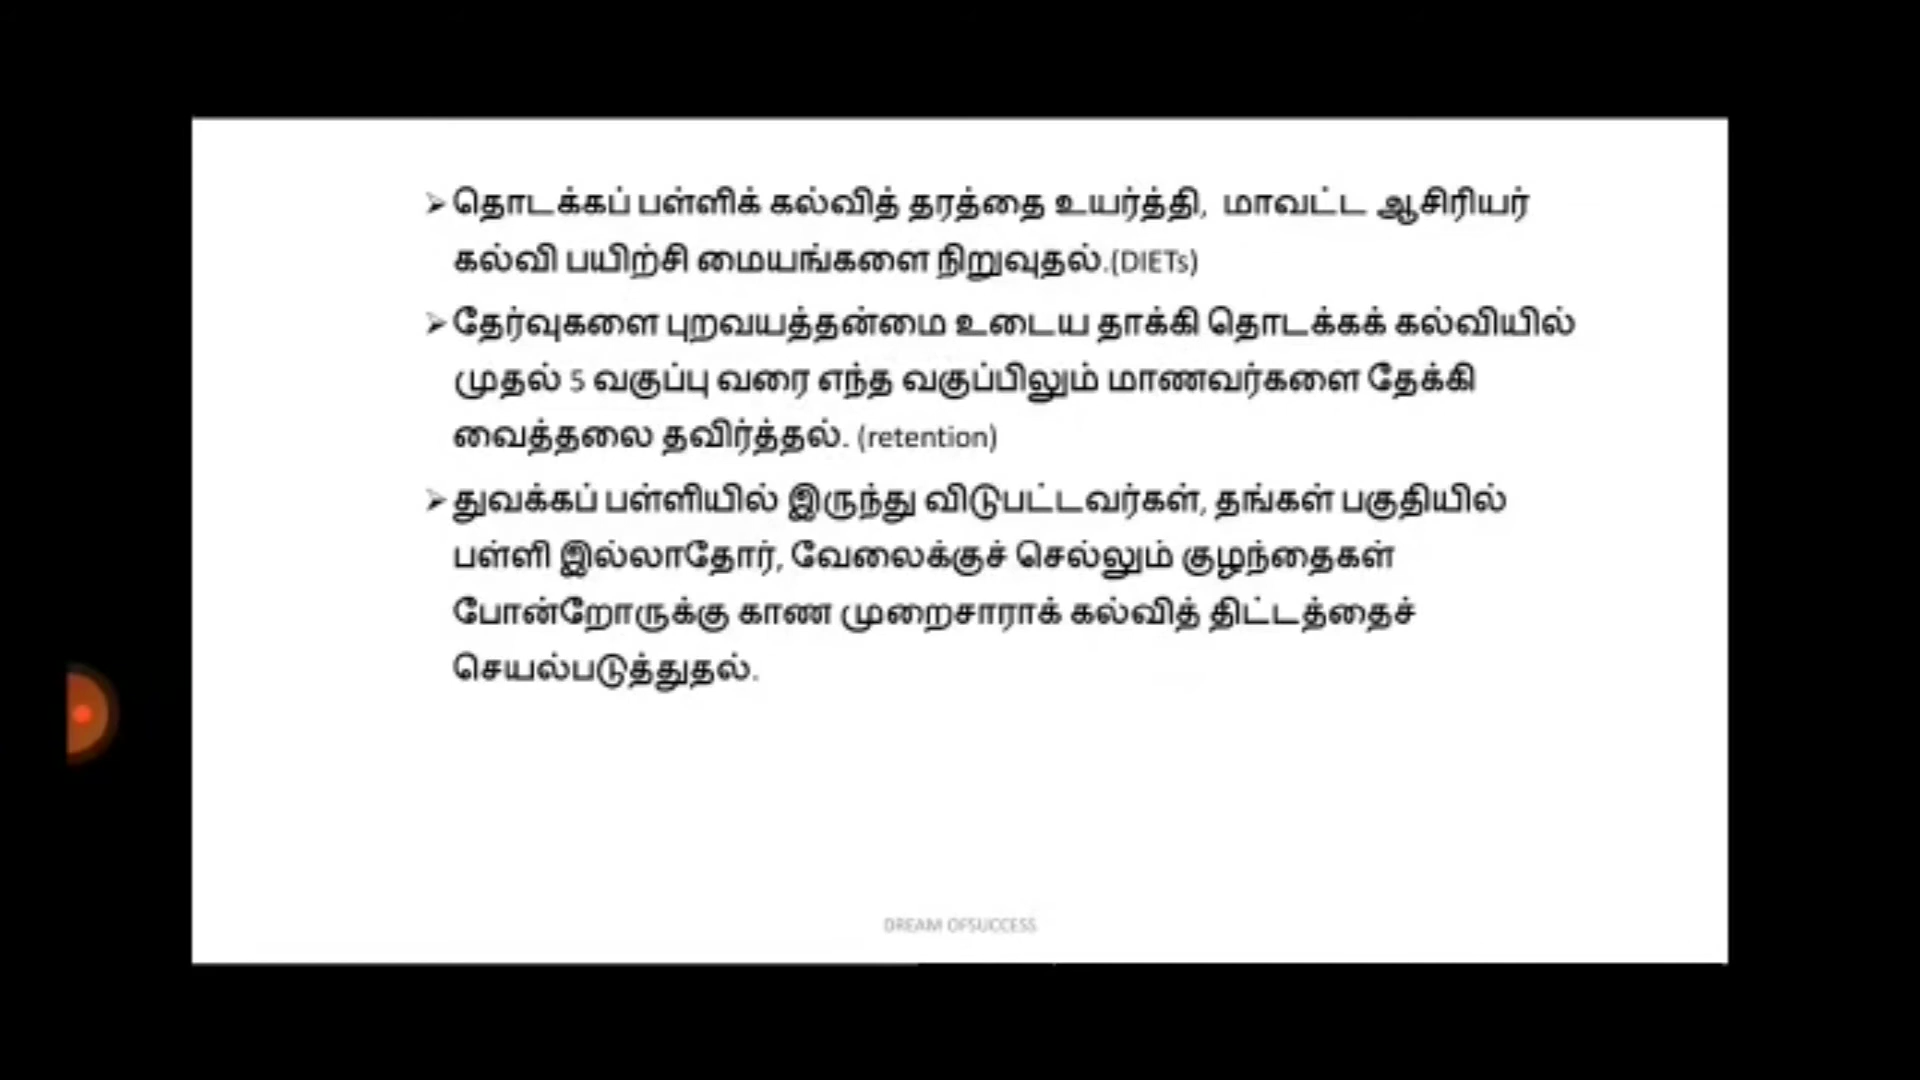 ➢ தொடக்கப் பள்ளிக் கல்வித் தரத்தை உயர்த்தி, மாவட்ட ஆசிரியர்
கல்வி பயிற்சி மையங்களை நிறுவுதல்.(DIETs)
➢ தேர்வுகளை புறவயத்தன்மை உடைய தாக்கி தொடக்கக் கல்வியில்
முதல் 5 வகுப்பு வரை எந்த வகுப்பிலும் மாணவர்களை தேக்கி
வைத்தலை தவிர்த்தல். (retention)
➢ துவக்கப் பள்ளியில் இருந்து விடுபட்டவர்கள், தங்கள் பகுதியில்
பள்ளி இல்லாதோர், வேலைக்குச் செல்லும் குழந்தைகள்
போன்றோருக்கு காண முறைசாராக் கல்வித் திட்டத்தைச்
செயல்படுத்துதல்.
DREAM OFSUCCESS